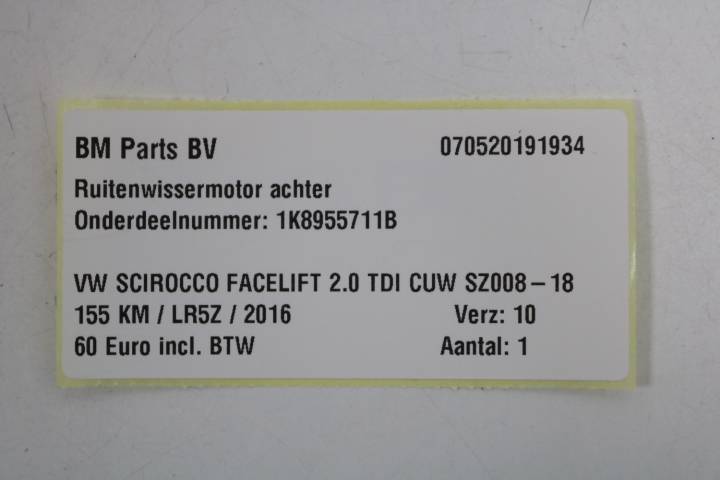 BM Parts BV 070520191934
Ruitenwissermotor achter
Onderdeelnummer: 1K8955711B
VW SCIROCCO FACELIFT 2.0 TDI CUW SZ008 – 18
155 KM / LR5Z / 2016 Verz: 10
60 Euro incl. BTW Aantal: 1